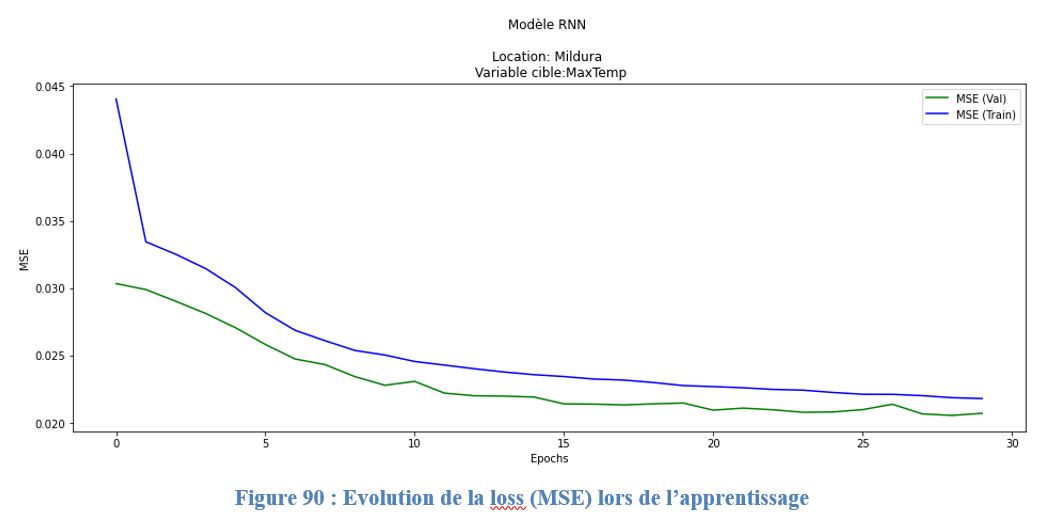 Modèle RNN
Location: Mildura
Variable cible:MaxTemp
MSE (Val)
MSE (Train)
0.045
0.040
0.035
0.030
0.025
0.020
MSE
0 5 10 15 20 25 30
Epochs
Figure 90 : Evolution de la loss (MSE) lors de l’apprentissage